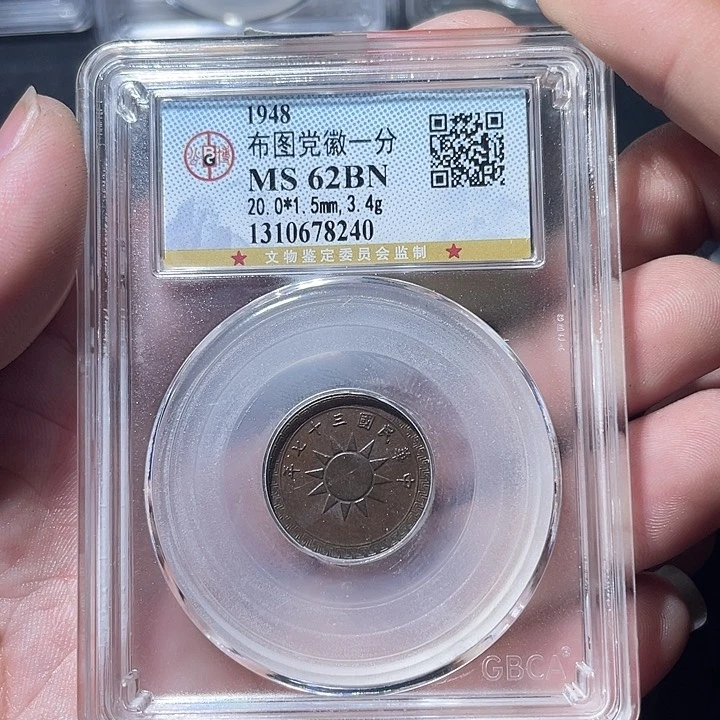 1948
布图党徽一分
MS 62BN
20.0*1.5mm, 3.4g
1310678240
★ 文物鉴定委员会监制 ★
中華民國三十七年
GBCA